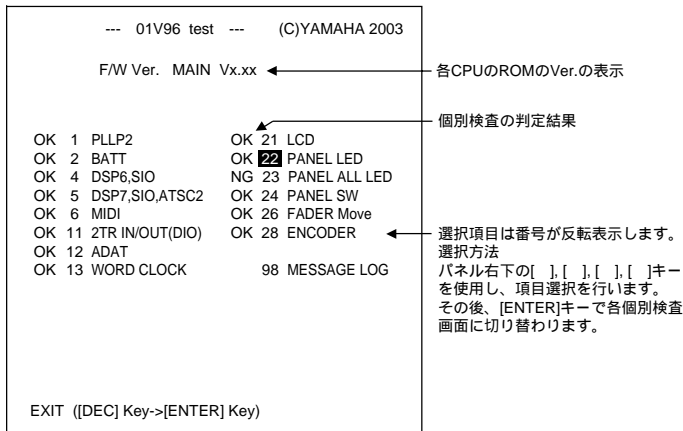 --- 01V96 test --- (C)YAMAHA 2003
F/W Ver. MAIN Vx.xx
各CPUのROMのVer.の表示
個別検査の判定結果
OK 1 PLLP2 OK 21 LCD
OK 2 BATT OK 22 PANEL LED
OK 4 DSP6,SIO NG 23 PANEL ALL LED
OK 5 DSP7,SIO,ATSC2 OK 24 PANEL SW
OK 6 MIDI OK 26 FADER Move
OK 11 2TR IN/OUT(DIO) OK 28 ENCODER
OK 12 ADAT
OK 13 WORD CLOCK 98 MESSAGE LOG
選択項目は番号が反転表示します。
選択方法
パネル右下の[ ], [ ], [ ], [ ]キー
を使用し、項目選択を行います。
その後、[ENTER]キーで各個別検査
画面に切り替わります。
EXIT ([DEC] Key->[ENTER] Key)